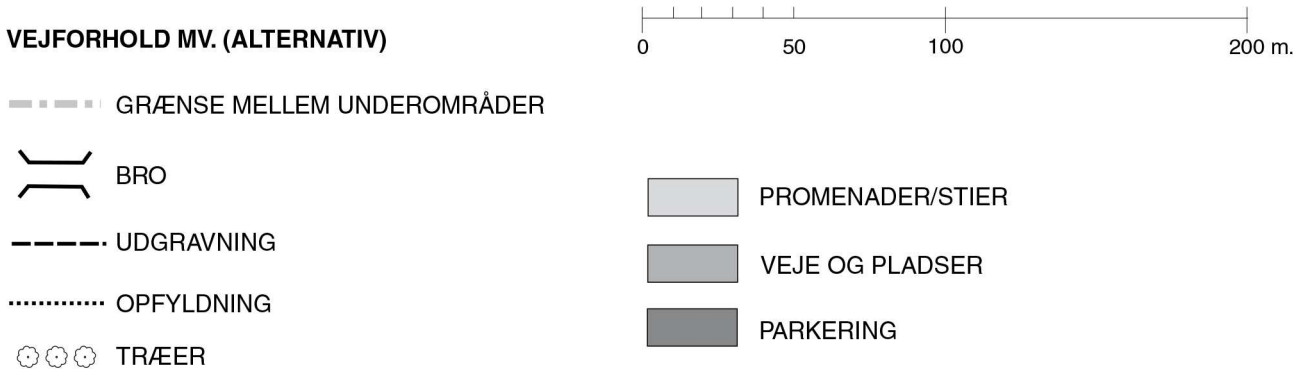 VEJFORHOLD MV. (ALTERNATIV)
0 50 100 200 m.
GRÆNSE MELLEM UNDEROMRÅDER
BRO
UDGRAVNING
OPFYLDNING
TRÆER
PROMENADER/STIER
VEJE OG PLADSER
PARKERING